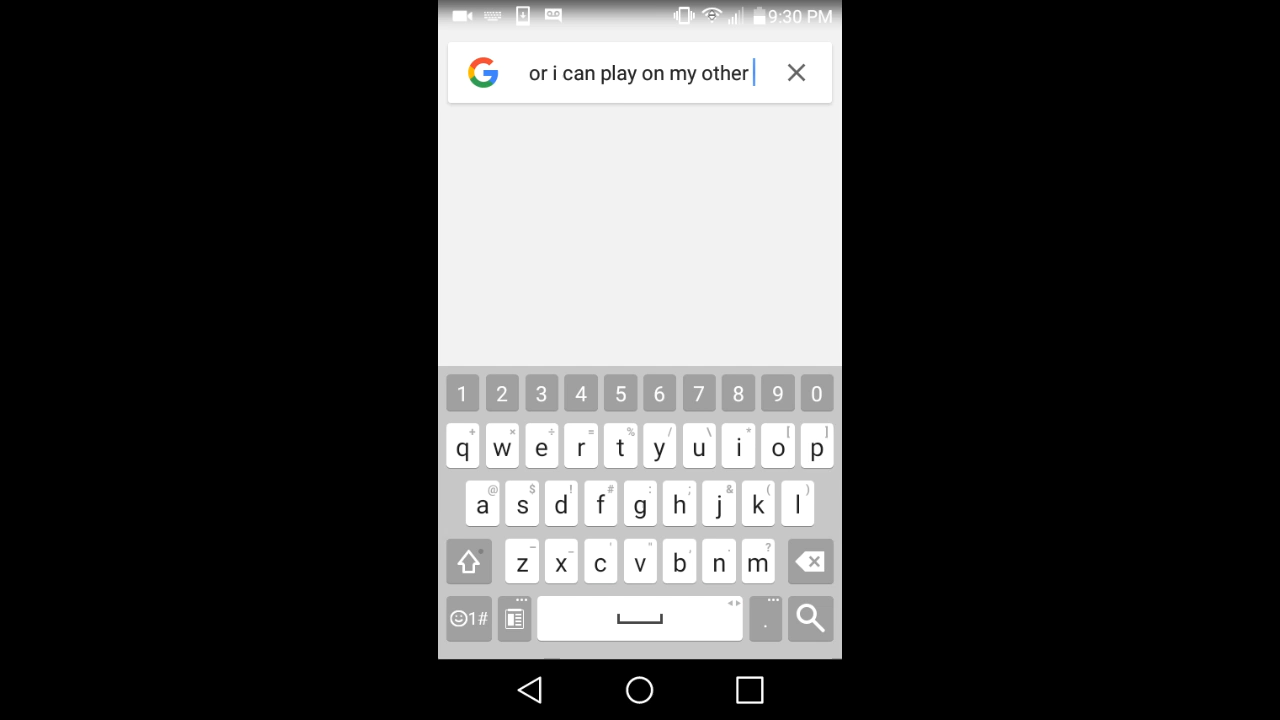 9:30 PM
or i can play on my other
1 2 3 4 5 6 7 8 9 0
+ × ÷ = % / \ * [ ]
q w e r t y u i o p
@ $ ! # : ; & ( )
a s d f g h j k l
- _ ' " , . ?
z x c v b n m
1# .